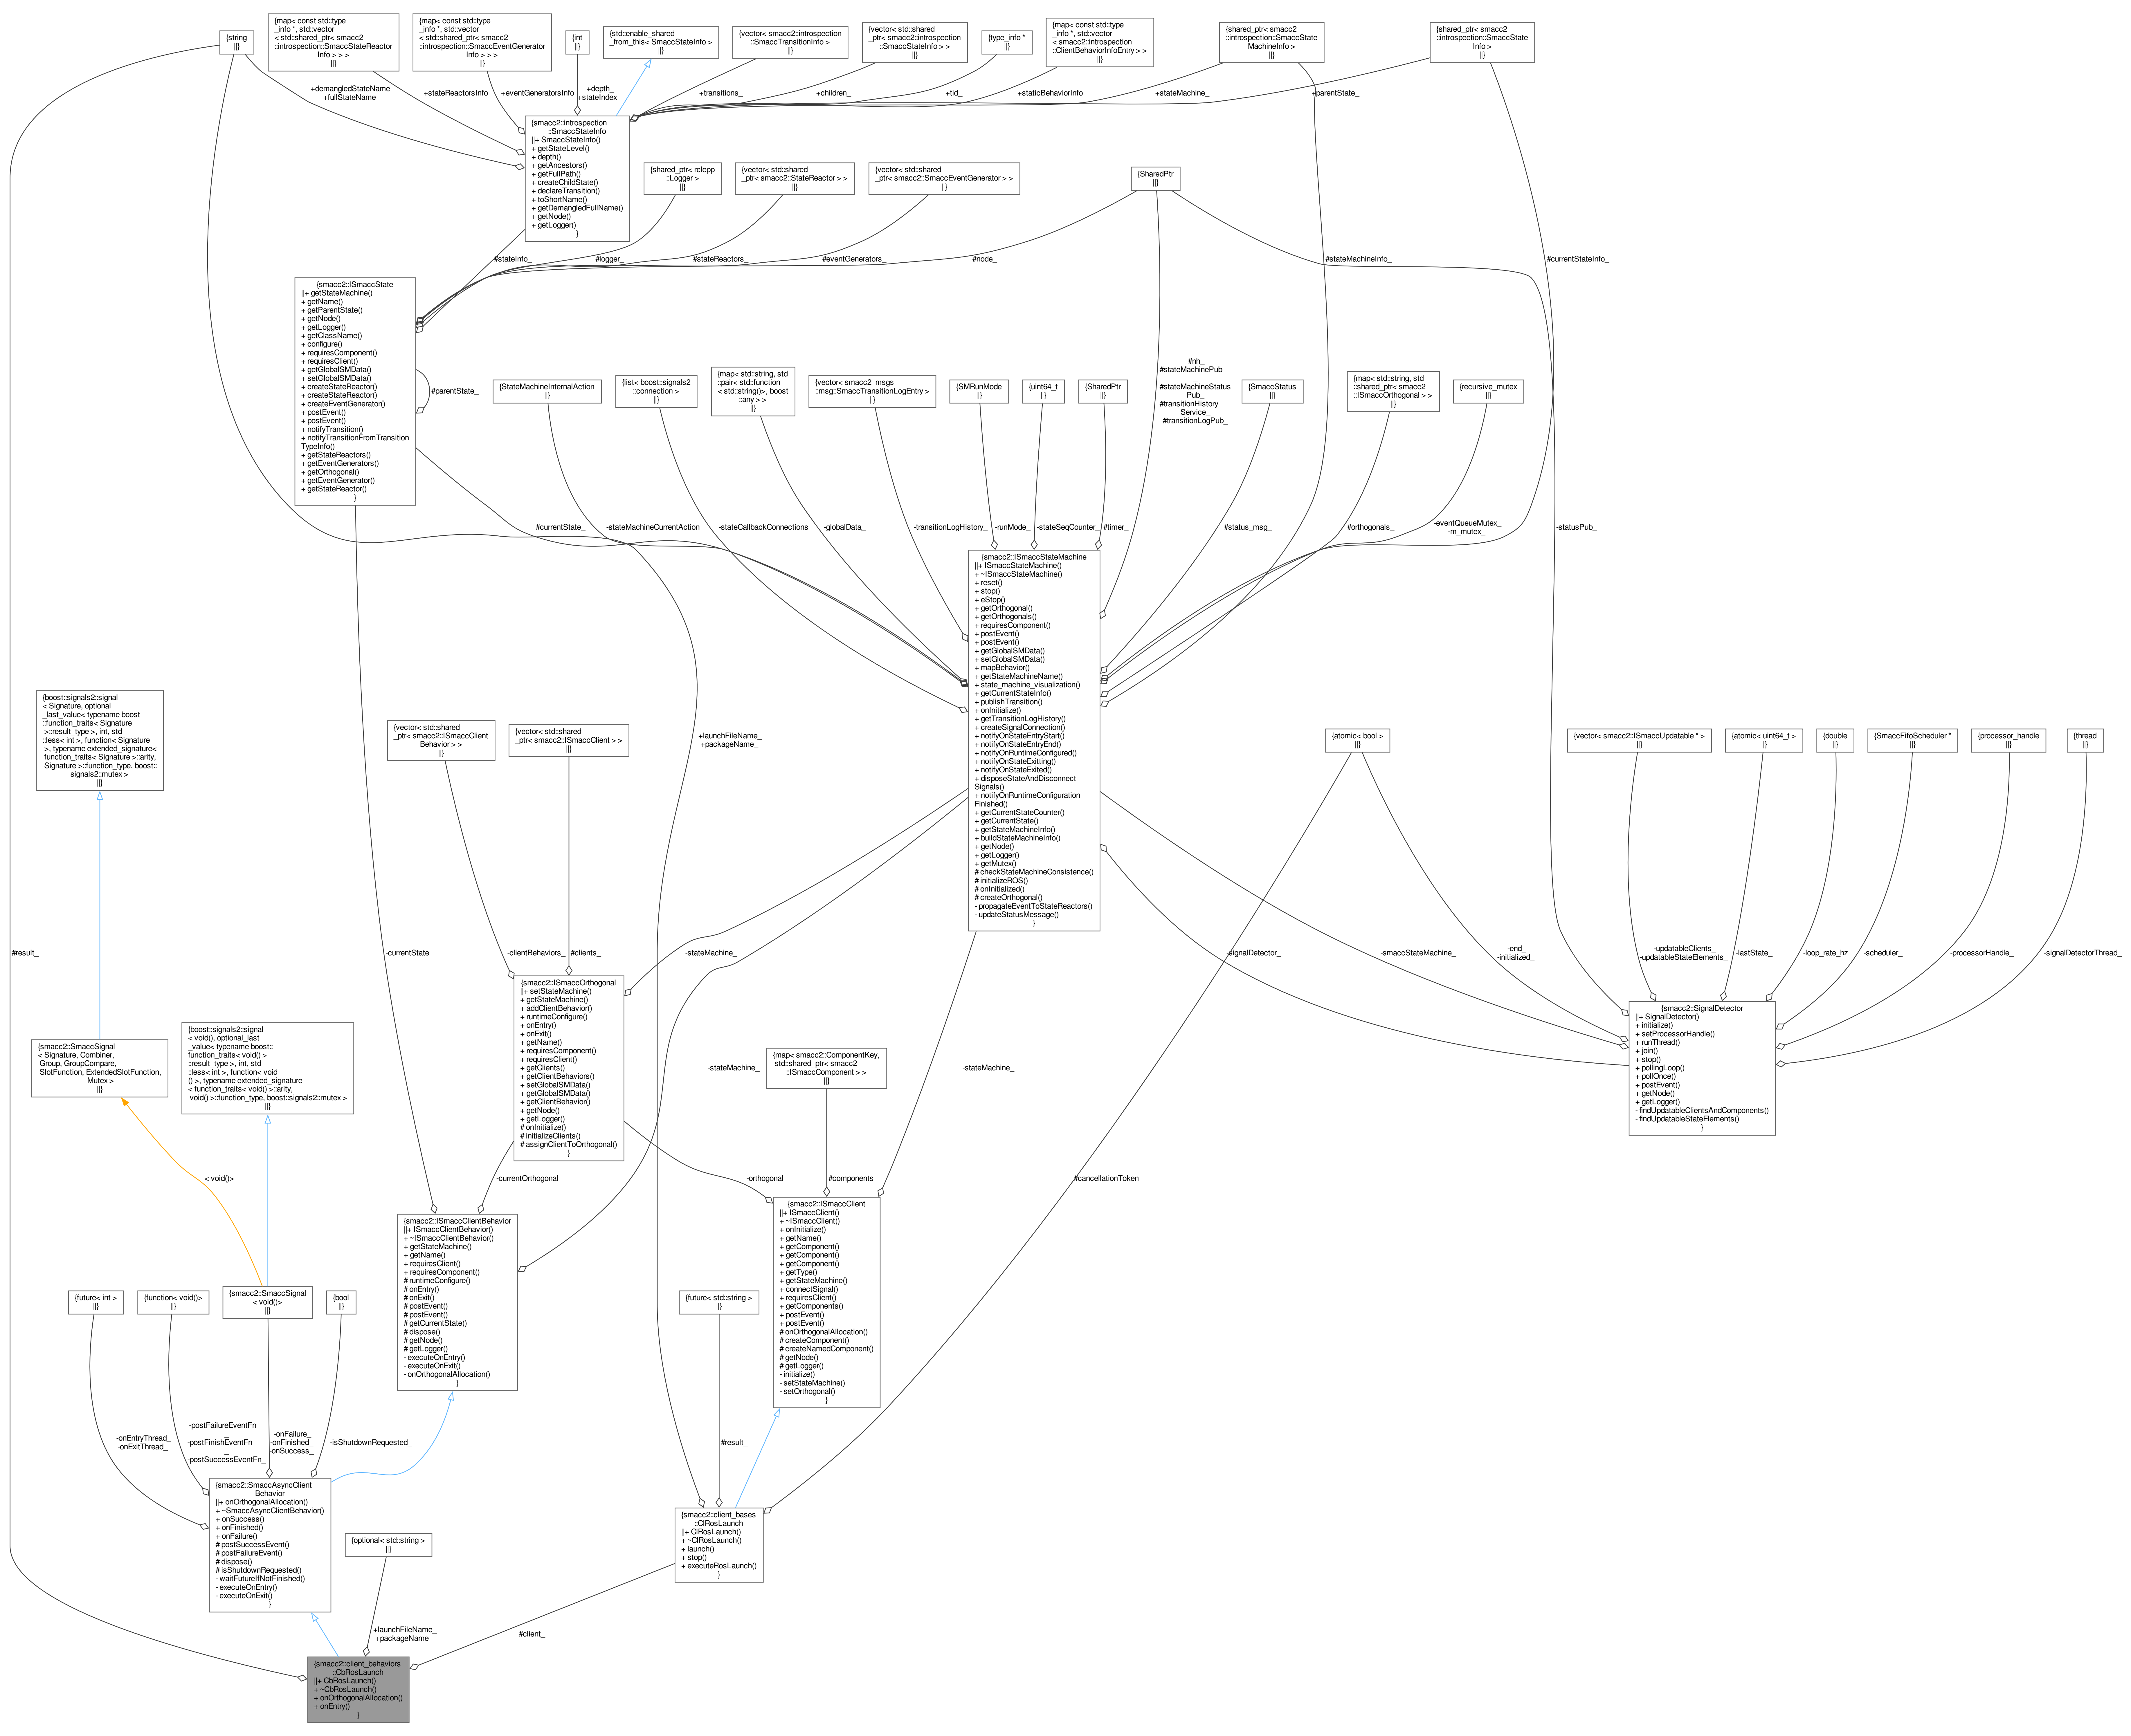 {map< const std::type
_info *, std::vector
< std::shared_ptr< smacc2
::introspection::SmaccStateReactor
Info > > >
||}
{map< const std::type
_info *, std::vector
< std::shared_ptr< smacc2
::introspection::SmaccEventGenerator
Info > > >
||}
{string
||}
{int
||}
{std::enable_shared
_from_this< SmaccStateInfo >
||}
{vector< smacc2::introspection
::SmaccTransitionInfo >
||}
{vector< std::shared
_ptr< smacc2::introspection
::SmaccStateInfo > >
||}
{type_info *
||}
{map< const std::type
_info *, std::vector
< smacc2::introspection
::ClientBehaviorInfoEntry > >
||}
{shared_ptr< smacc2
::introspection::SmaccState
MachineInfo >
||}
{shared_ptr< smacc2
::introspection::SmaccState
Info >
||}
+demangledStateName
+fullStateName
+stateReactorsInfo
+eventGeneratorsInfo
+depth_
+stateIndex_
+transitions_
+children_
+tid_
+staticBehaviorInfo
+stateMachine_
+parentState_
{smacc2::introspection
::SmaccStateInfo
||+ SmaccStateInfo()
+ getStateLevel()
+ depth()
+ getAncestors()
+ getFullPath()
+ createChildState()
+ declareTransition()
+ toShortName()
+ getDemangledFullName()
+ getNode()
+ getLogger()
}
{shared_ptr< rclcpp
::Logger >
||}
{vector< std::shared
_ptr< smacc2::StateReactor > >
||}
{vector< std::shared
_ptr< smacc2::SmaccEventGenerator > >
||}
{SharedPtr
||}
#stateInfo_
#logger_
#stateReactors_
#eventGenerators_
#node_
#stateMachineInfo_
#currentStateInfo_
{smacc2::ISmaccState
||+ getStateMachine()
+ getName()
+ getParentState()
+ getNode()
+ getLogger()
+ getClassName()
+ configure()
+ requiresComponent()
+ requiresClient()
+ getGlobalSMData()
+ setGlobalSMData()
+ createStateReactor()
+ createStateReactor()
+ createEventGenerator()
+ postEvent()
+ postEvent()
+ notifyTransition()
+ notifyTransitionFromTransition
TypeInfo()
+ getStateReactors()
+ getEventGenerators()
+ getOrthogonal()
+ getEventGenerator()
+ getStateReactor()
}
#parentState_
{StateMachineInternalAction
||}
{list< boost::signals2
::connection >
||}
{map< std::string, std
::pair< std::function
< std::string()>, boost
::any > >
||}
{vector< smacc2_msgs
::msg::SmaccTransitionLogEntry >
||}
{SMRunMode
||}
{uint64_t
||}
{SharedPtr
||}
#nh_
#stateMachinePub
_
#stateMachineStatus
Pub_
#transitionHistory
Service_
#transitionLogPub_
{SmaccStatus
||}
{map< std::string, std
::shared_ptr< smacc2
::ISmaccOrthogonal > >
||}
{recursive_mutex
||}
#currentState_
-stateMachineCurrentAction
-stateCallbackConnections
-globalData_
-transitionLogHistory_
-runMode_
-stateSeqCounter_
#timer_
#status_msg_
#orthogonals_
-eventQueueMutex_
-m_mutex_
-statusPub_
{smacc2::ISmaccStateMachine
||+ ISmaccStateMachine()
+ ~ISmaccStateMachine()
+ reset()
+ stop()
+ eStop()
+ getOrthogonal()
+ getOrthogonals()
+ requiresComponent()
+ postEvent()
+ postEvent()
+ getGlobalSMData()
+ setGlobalSMData()
+ mapBehavior()
+ getStateMachineName()
+ state_machine_visualization()
+ getCurrentStateInfo()
+ publishTransition()
+ onInitialize()
+ getTransitionLogHistory()
+ createSignalConnection()
+ notifyOnStateEntryStart()
+ notifyOnStateEntryEnd()
+ notifyOnRuntimeConfigured()
+ notifyOnStateExitting()
+ notifyOnStateExited()
+ disposeStateAndDisconnect
Signals()
+ notifyOnRuntimeConfiguration
Finished()
+ getCurrentStateCounter()
+ getCurrentState()
+ getStateMachineInfo()
+ buildStateMachineInfo()
+ getNode()
+ getLogger()
+ getMutex()
# checkStateMachineConsistence()
# initializeROS()
# onInitialized()
# createOrthogonal()
- propagateEventToStateReactors()
- updateStatusMessage()
}
{boost::signals2::signal
< Signature, optional
_last_value< typename boost
::function_traits< Signature
>::result_type >, int, std
::less< int >, function< Signature
>, typename extended_signature<
function_traits< Signature >::arity,
Signature >::function_type, boost::
signals2::mutex >
||}
{vector< std::shared
_ptr< smacc2::ISmaccClient
Behavior > >
||}
{vector< std::shared
_ptr< smacc2::ISmaccClient > >
||}
+launchFileName_
+packageName_
{atomic< bool >
||}
{vector< smacc2::ISmaccUpdatable * >
||}
{atomic< uint64_t >
||}
{double
||}
{SmaccFifoScheduler *
||}
{processor_handle
||}
{thread
||}
#result_
-currentState
-clientBehaviors_
#clients_
-stateMachine_
-signalDetector_
-smaccStateMachine_
-end_
-initialized_
-updatableClients_
-updatableStateElements_
-lastState_
-loop_rate_hz
-scheduler_
-processorHandle_
-signalDetectorThread_
{smacc2::ISmaccOrthogonal
||+ setStateMachine()
+ getStateMachine()
+ addClientBehavior()
+ runtimeConfigure()
+ onEntry()
+ onExit()
+ getName()
+ requiresComponent()
+ requiresClient()
+ getClients()
+ getClientBehaviors()
+ setGlobalSMData()
+ getGlobalSMData()
+ getClientBehavior()
+ getNode()
+ getLogger()
# onInitialize()
# initializeClients()
# assignClientToOrthogonal()
}
{smacc2::SignalDetector
||+ SignalDetector()
+ initialize()
+ setProcessorHandle()
+ runThread()
+ join()
+ stop()
+ pollingLoop()
+ pollOnce()
+ postEvent()
+ getNode()
+ getLogger()
- findUpdatableClientsAndComponents()
- findUpdatableStateElements()
}
{smacc2::SmaccSignal
< Signature, Combiner,
Group, GroupCompare,
SlotFunction, ExtendedSlotFunction,
Mutex >
||}
{boost::signals2::signal
< void(), optional_last
_value< typename boost::
function_traits< void() >
::result_type >, int, std
::less< int >, function< void
() >, typename extended_signature
< function_traits< void() >::arity,
void() >::function_type, boost::signals2::mutex >
||}
{map< smacc2::ComponentKey,
std::shared_ptr< smacc2
::ISmaccComponent > >
||}
-stateMachine_
-stateMachine_
< void()>
-currentOrthogonal
-orthogonal_
#components_
#cancellationToken_
{smacc2::ISmaccClientBehavior
||+ ISmaccClientBehavior()
+ ~ISmaccClientBehavior()
+ getStateMachine()
+ getName()
+ requiresClient()
+ requiresComponent()
# runtimeConfigure()
# onEntry()
# onExit()
# postEvent()
# postEvent()
# getCurrentState()
# dispose()
# getNode()
# getLogger()
- executeOnEntry()
- executeOnExit()
- onOrthogonalAllocation()
}
{smacc2::ISmaccClient
||+ ISmaccClient()
+ ~ISmaccClient()
+ onInitialize()
+ getName()
+ getComponent()
+ getComponent()
+ getComponent()
+ getType()
+ getStateMachine()
+ connectSignal()
+ requiresClient()
+ getComponents()
+ postEvent()
+ postEvent()
# onOrthogonalAllocation()
# createComponent()
# createNamedComponent()
# getNode()
# getLogger()
- initialize()
- setStateMachine()
- setOrthogonal()
}
{future< int >
||}
{function< void()>
||}
{smacc2::SmaccSignal
< void()>
||}
{bool
||}
{future< std::string >
||}
-onEntryThread_
-onExitThread_
-postFailureEventFn
_
-postFinishEventFn
_
-postSuccessEventFn_
-onFailure_
-onFinished_
-onSuccess_
-isShutdownRequested_
#result_
{smacc2::SmaccAsyncClient
Behavior
||+ onOrthogonalAllocation()
+ ~SmaccAsyncClientBehavior()
+ onSuccess()
+ onFinished()
+ onFailure()
# postSuccessEvent()
# postFailureEvent()
# dispose()
# isShutdownRequested()
- waitFutureIfNotFinished()
- executeOnEntry()
- executeOnExit()
}
{optional< std::string >
||}
{smacc2::client_bases
::ClRosLaunch
||+ ClRosLaunch()
+ ~ClRosLaunch()
+ launch()
+ stop()
+ executeRosLaunch()
}
+launchFileName_
+packageName_
#client_
{smacc2::client_behaviors
::CbRosLaunch
||+ CbRosLaunch()
+ ~CbRosLaunch()
+ onOrthogonalAllocation()
+ onEntry()
}